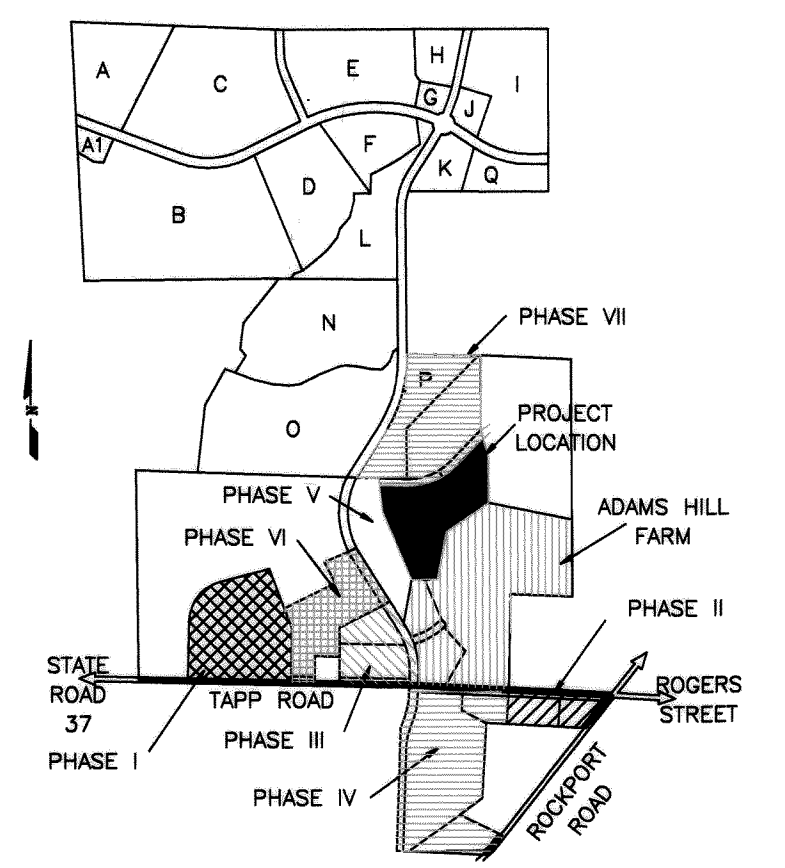 H
A
C
E
I
G
J
A1
F
K
Q
D
B
L
N
PHASE VII
P
N
PROJECT
LOCATION
O
PHASE V
ADAMS HILL
FARM
PHASE VI
PHASE II
STATE
ROAD
37
TAPP ROAD
ROGERS
STREET
PHASE III
PHASE I
PHASE IV
ROCKPORT
ROAD